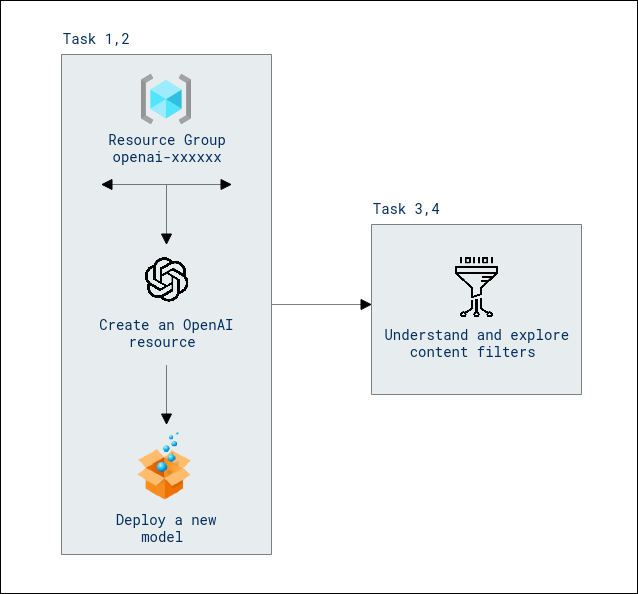 Task 1,2
Resource Group
openai-xxxxxx
Create an OpenAI
resource
Deploy a new
model
Task 3,4
Understand and explore
content filters